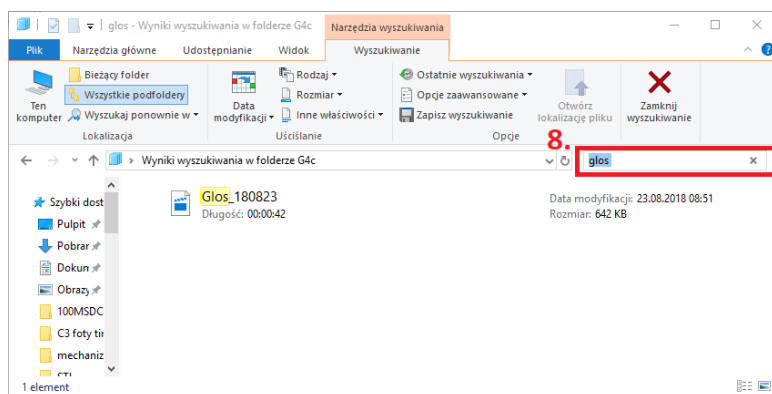 glos - Wyniki wyszukiwania w folderze G4c
Narzędzia wyszukiwania
Plik
Narzędzia główne
Udostępnianie
Widok
Wyszukiwanie
Ten komputer
Bieżący folder
Wszystkie podfoldery
Wyszukaj ponownie w
Lokalizacja
Data modyfikacji
Rodzaj
Rozmiar
Inne właściwości
Uściślanie
Ostatnie wyszukiwania
Opcje zaawansowane
Zapisz wyszukiwanie
Otwórz lokalizację pliku
Opcje
Zamknij wyszukiwanie
8.
Wyniki wyszukiwania w folderze G4c
glos
Szybki dost
Pulpit
Pobrar
Dokun
Obrazy
100MSDC
C3 foty tir
mechaniz
Glos_180823
Długość: 00:00:42
Data modyfikacji: 23.08.2018 08:51
Rozmiar: 642 KB
1 element